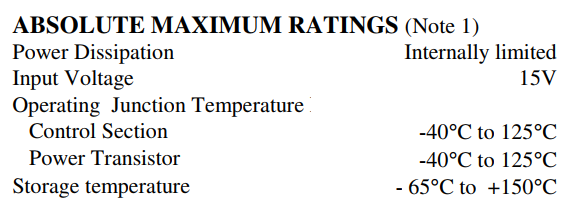 ABSOLUTE MAXIMUM RATINGS (Note 1)
Power Dissipation Internally limited
Input Voltage 15V
Operating Junction Temperature
Control Section -40°C to 125°C
Power Transistor -40°C to 125°C
Storage temperature - 65°C to +150°C